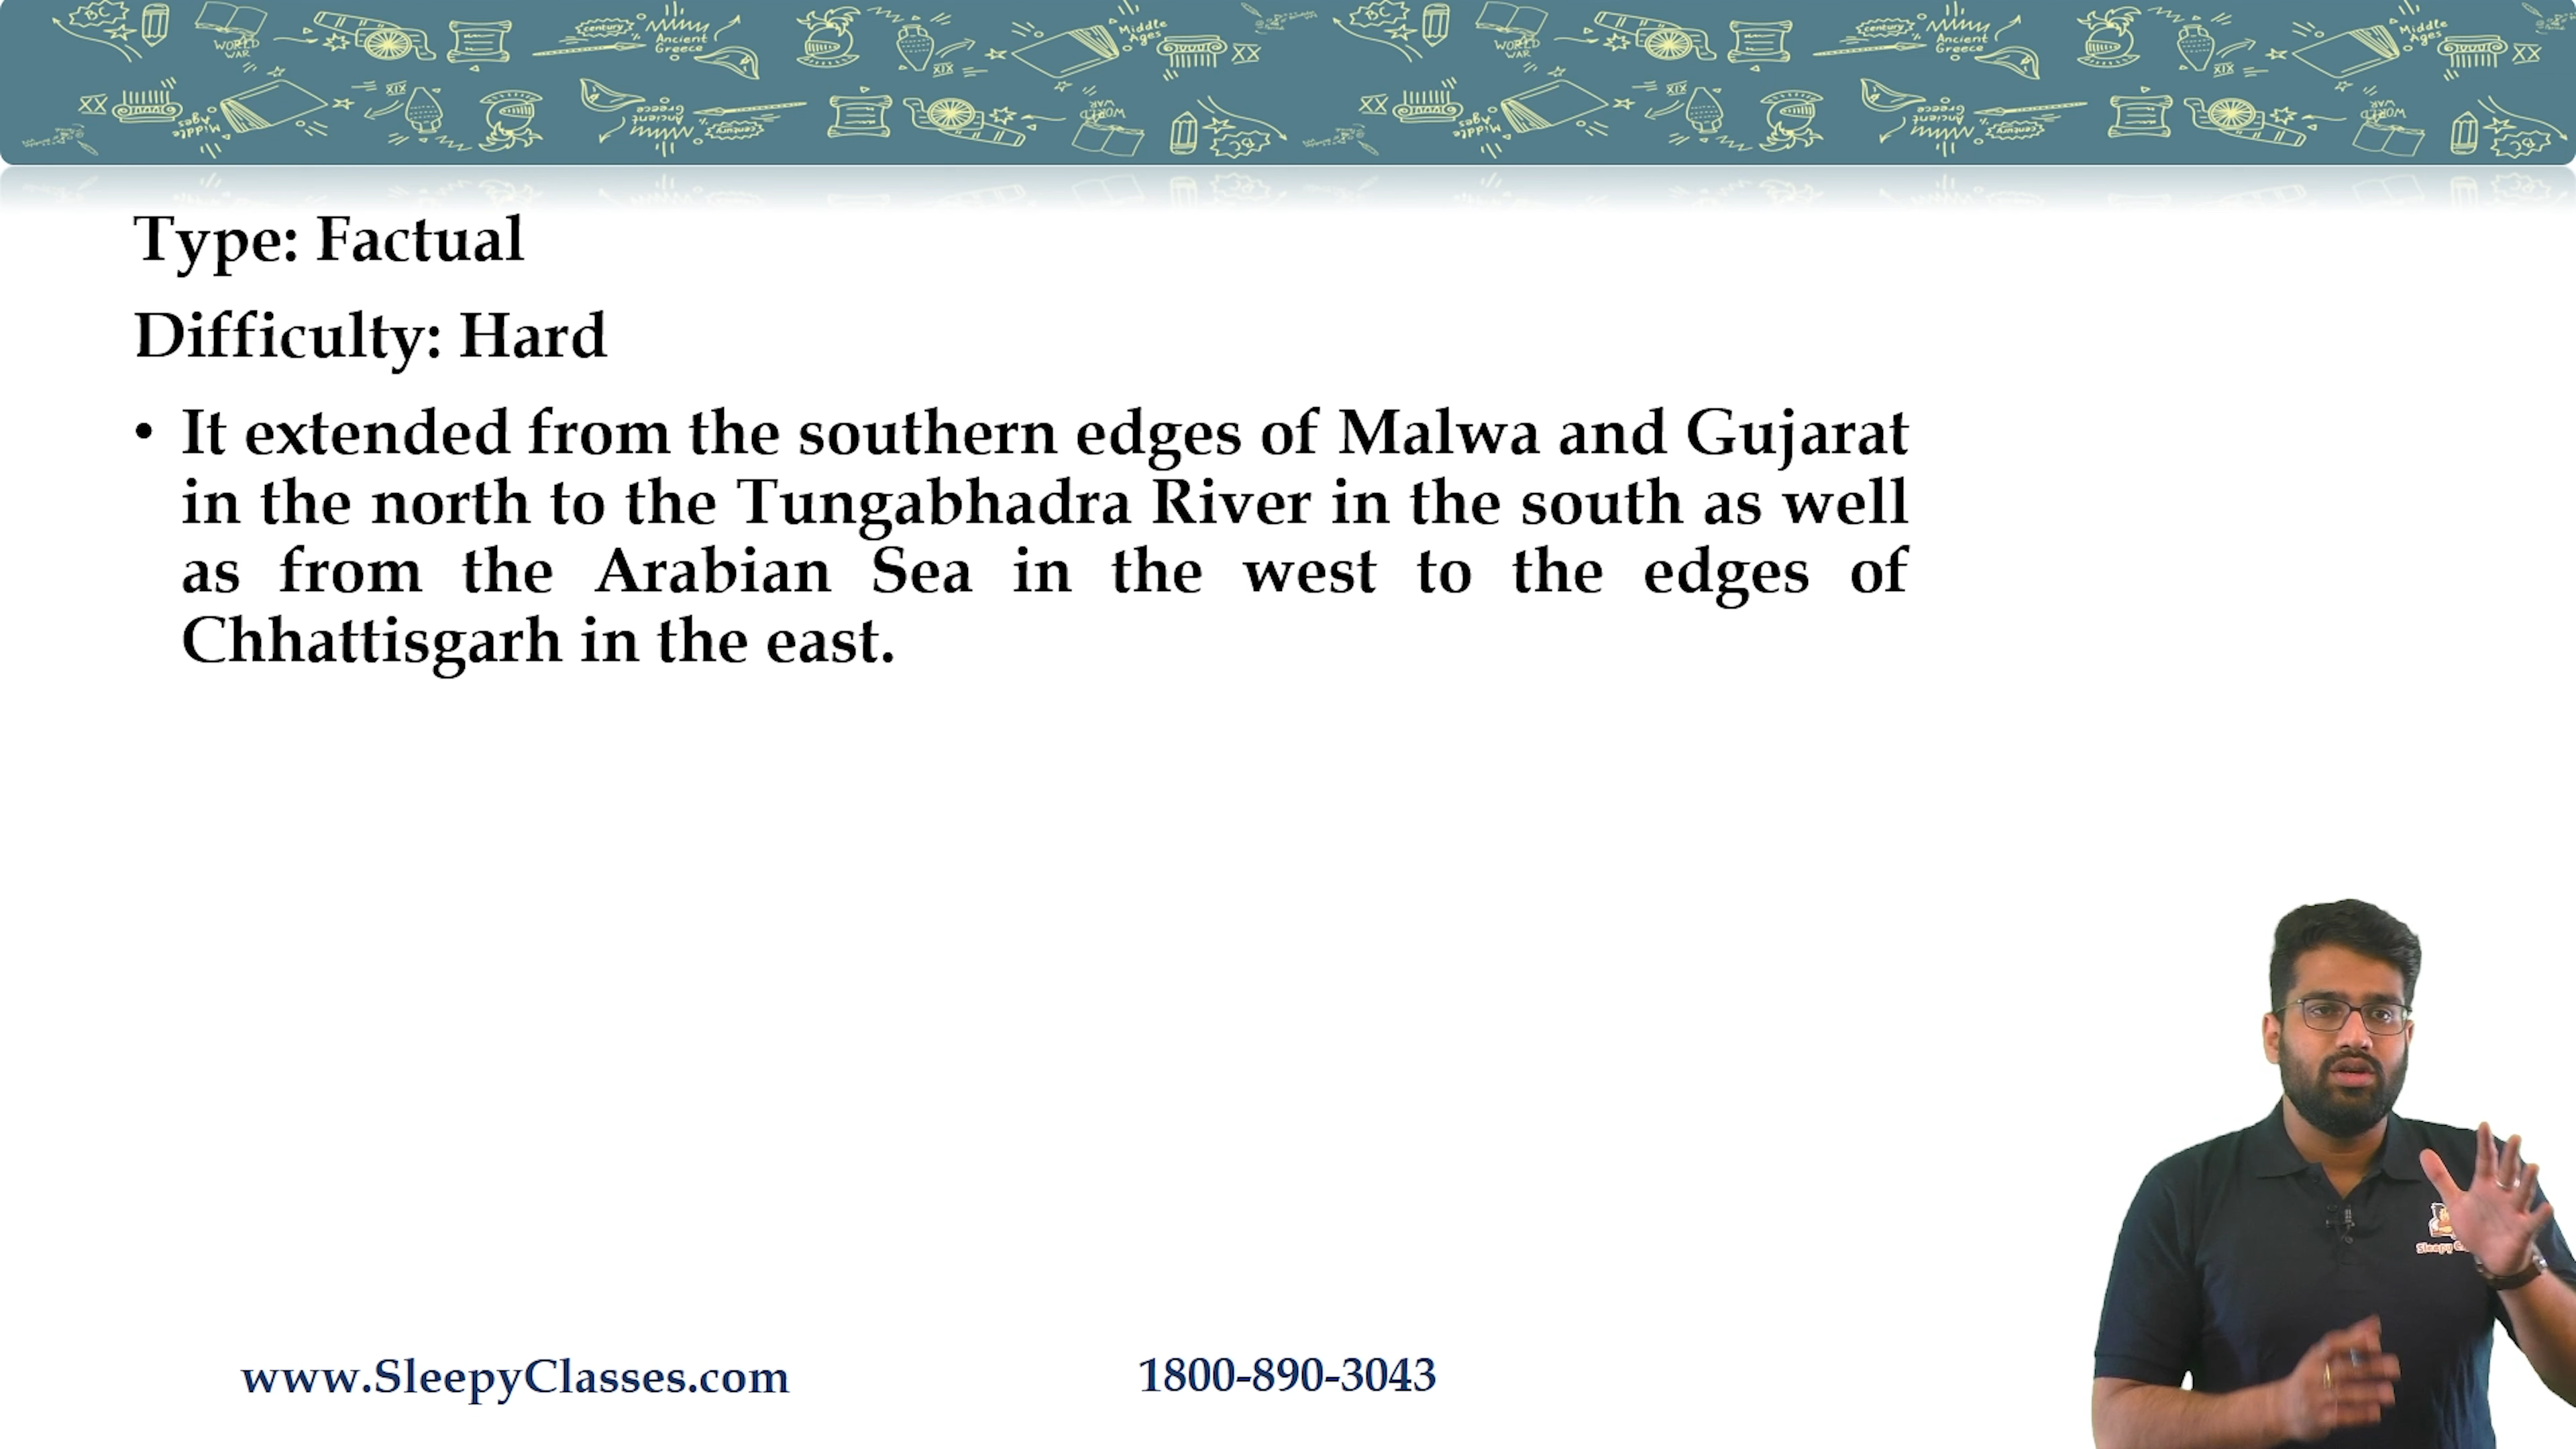 Type: Factual
Difficulty: Hard
• It extended from the southern edges of Malwa and Gujarat
in the north to the Tungabhadra River in the south as well
as from the Arabian Sea in the west to the edges of
Chhattisgarh in the east.
www.SleepyClasses.com
1800-890-3043